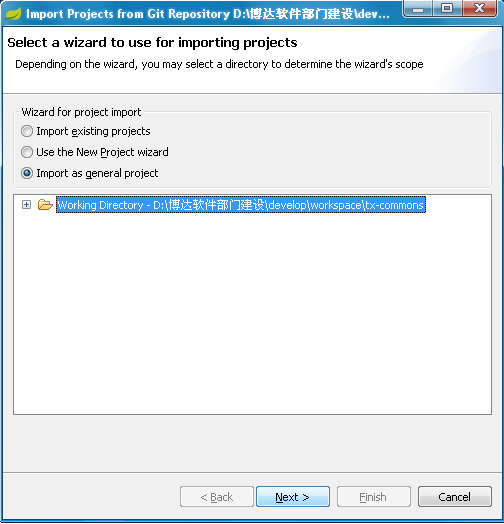 Import Projects from Git Repository D:\博达软件部门建设\dev...
Select a wizard to use for importing projects
Depending on the wizard, you may select a directory to determine the wizard's scope
Wizard for project import
Import existing projects
Use the New Project wizard
Import as general project
Working Directory - D:\博达软件部门建设\develop\workspace\tx-commons
< Back
Next >
Finish
Cancel